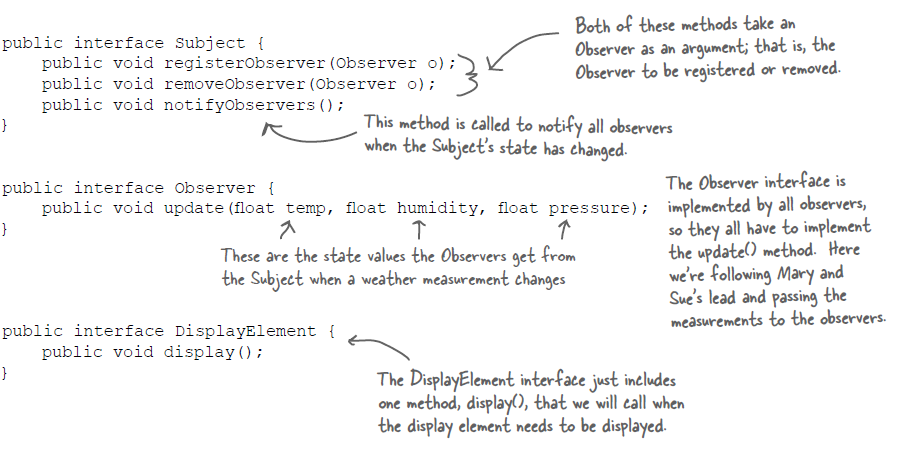 public interface Subject {
public void registerObserver(Observer o);
public void removeObserver(Observer o);
public void notifyObservers();
}
Both of these methods take an
Observer as an argument; that is, the
Observer to be registered or removed.
This method is called to notify all observers
when the Subject's state has changed.
public interface Observer {
public void update(float temp, float humidity, float pressure);
}
These are the state values the Observers get from
the Subject when a weather measurement changes
The Observer interface is
implemented by all observers,
so they all have to implement
the update() method. Here
we're following Mary and
Sue's lead and passing the
measurements to the observers.
public interface DisplayElement {
public void display();
}
The DisplayElement interface just includes
one method, display(), that we will call when
the display element needs to be displayed.